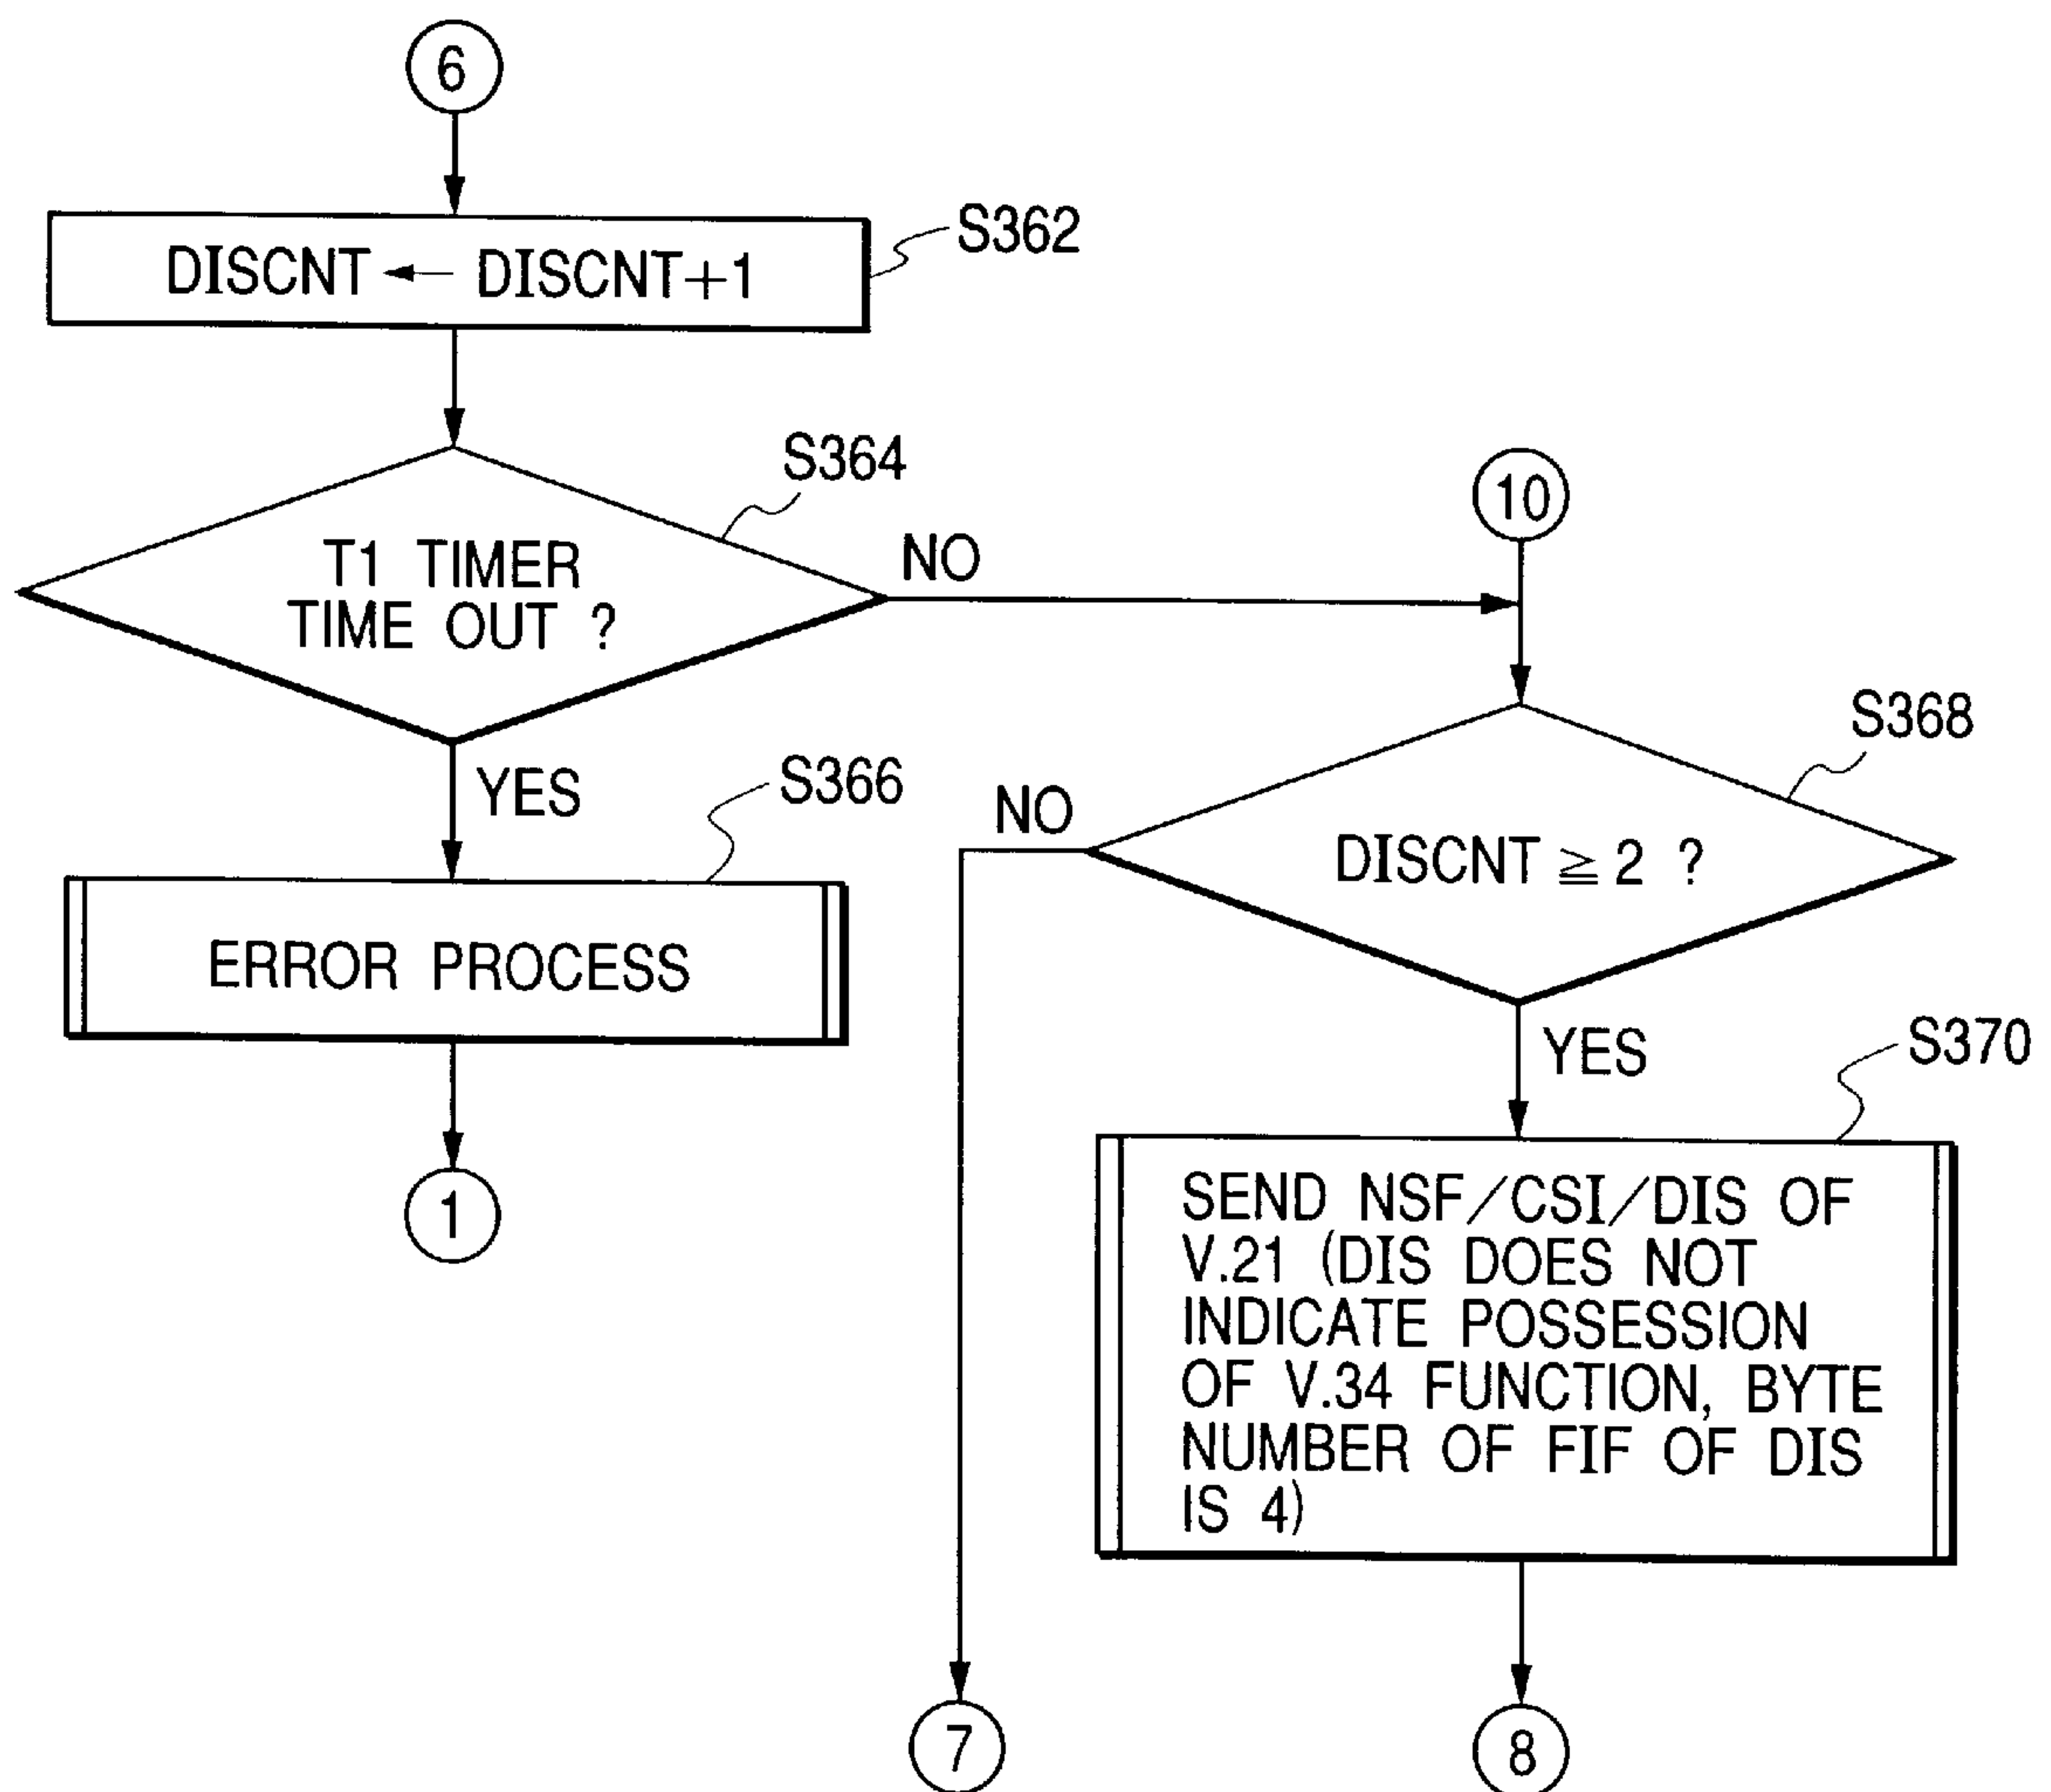 6
DISCNT ← DISCNT+1
S362
T1 TIMER
TIME OUT ?
S364
NO
YES
ERROR PROCESS
S366
1
10
DISCNT ≧ 2 ?
S368
NO
YES
S370
SEND NSF/CSI/DIS OF
V.21 (DIS DOES NOT
INDICATE POSSESSION
OF V.34 FUNCTION, BYTE
NUMBER OF FIF OF DIS
IS 4)
7
8